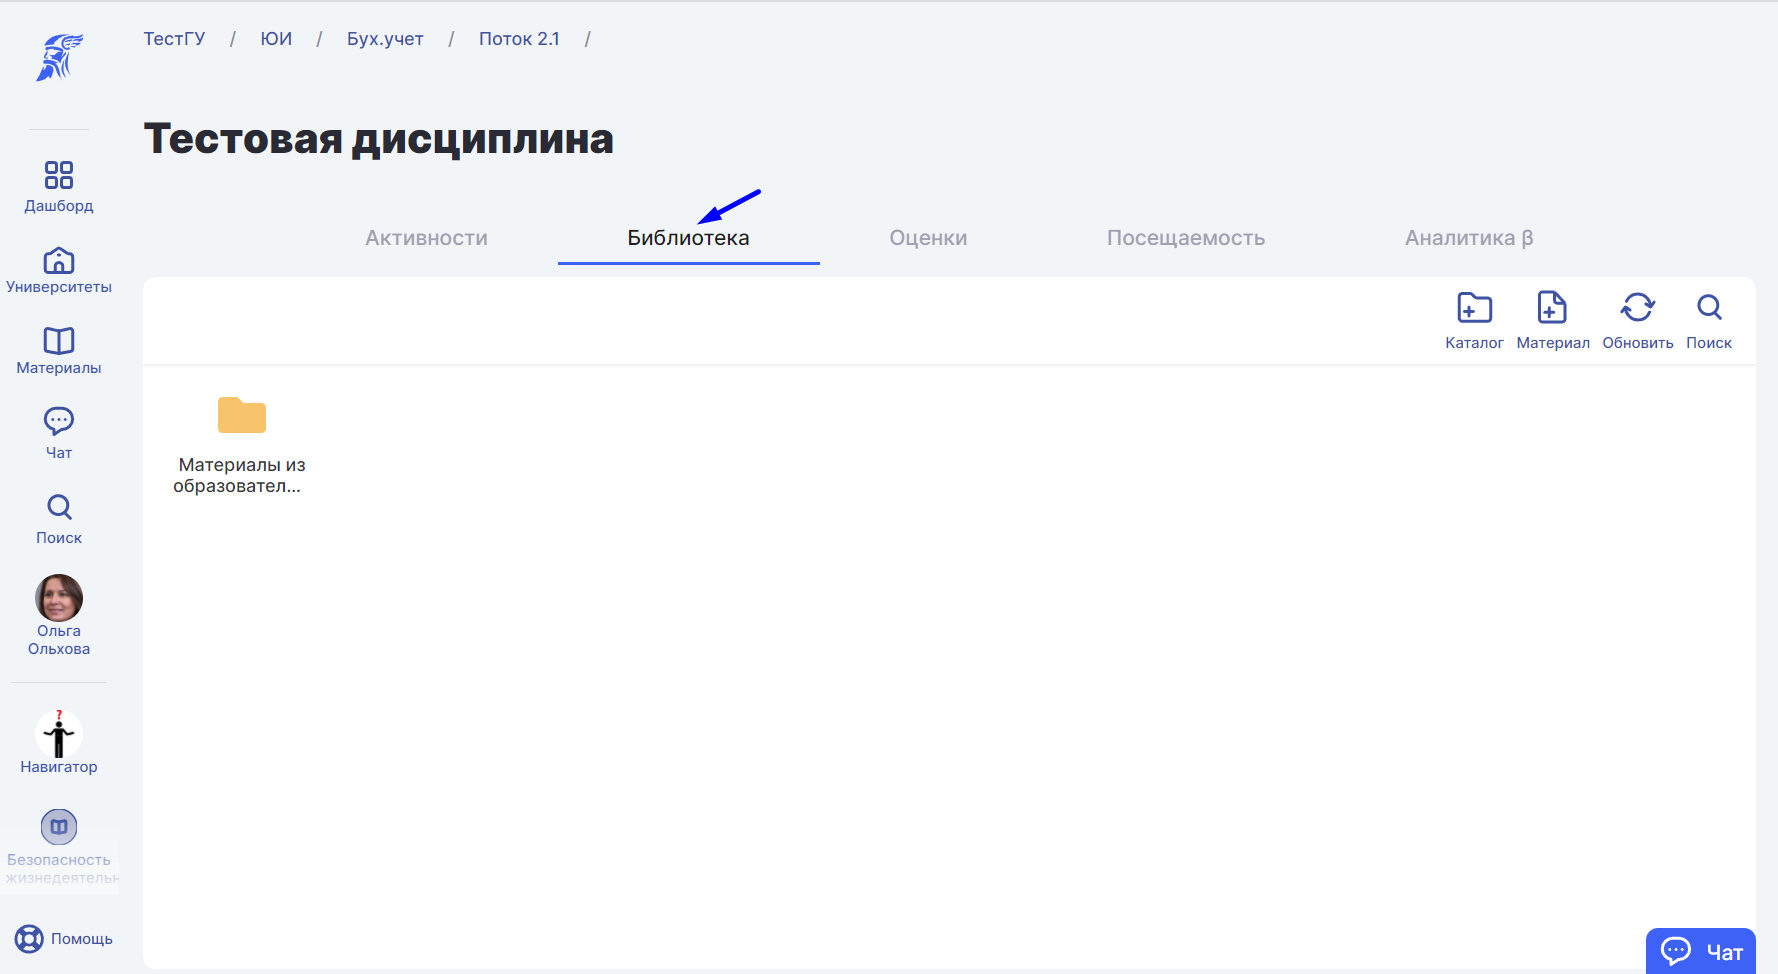 ТестГУ / ЮИ / Бух.учет / Поток 2.1 /
Тестовая дисциплина
Активности Библиотека Оценки Посещаемость Аналитика β
Каталог Материал Обновить Поиск
Материалы из
образовател...
Дашборд
Университеты
Материалы
Чат
Поиск
Ольга
Ольхова
?
Навигатор
Безопасность
жизнедеятельн
Помощь
Чат